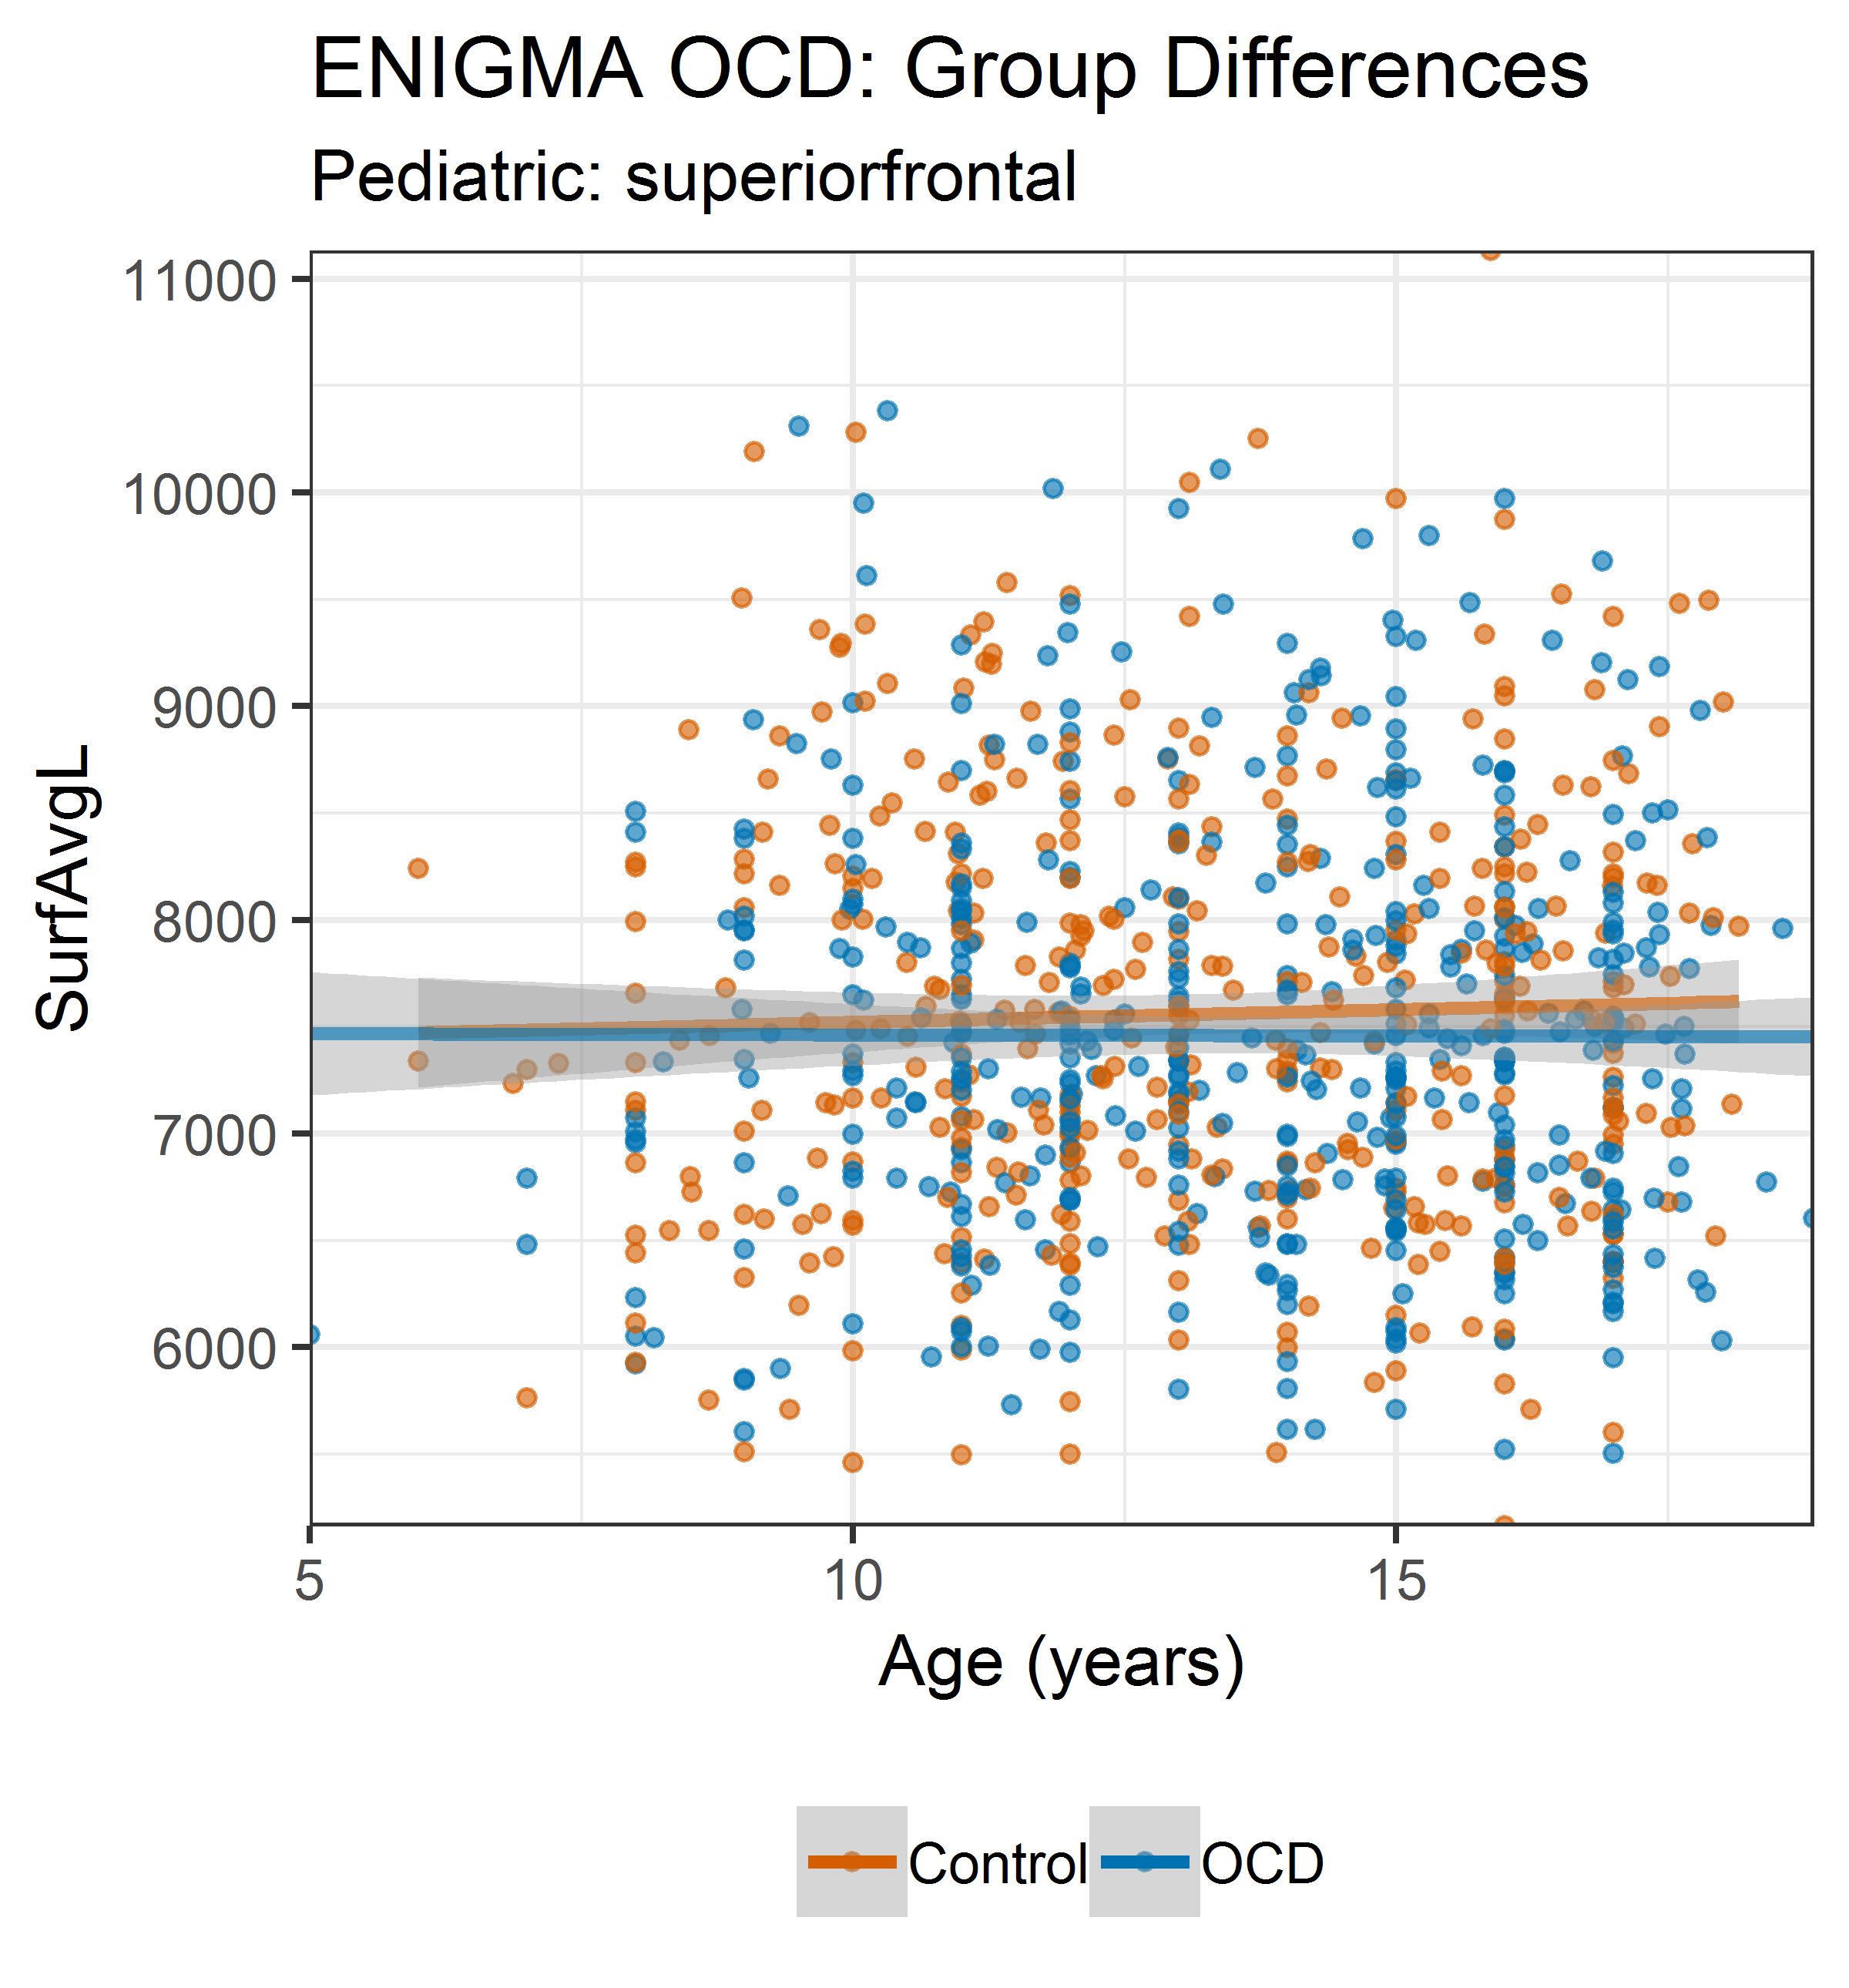 ENIGMA OCD: Group Differences
Pediatric: superiorfrontal
11000
10000
9000
8000
7000
6000
SurfAvgL
5 10 15
Age (years)
Control OCD